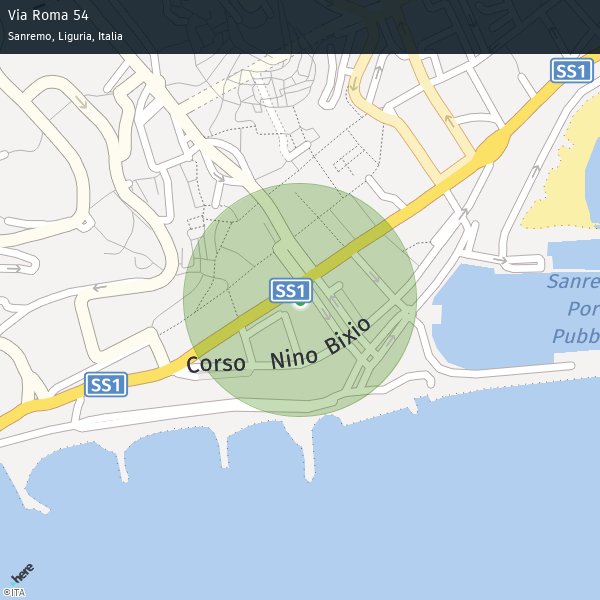 Via Roma 54
Sanremo, Liguria, Italia
SS1
Sanre
Por
Pubb
SS1
Corso Nino Bixio
SS1
here
©ITA